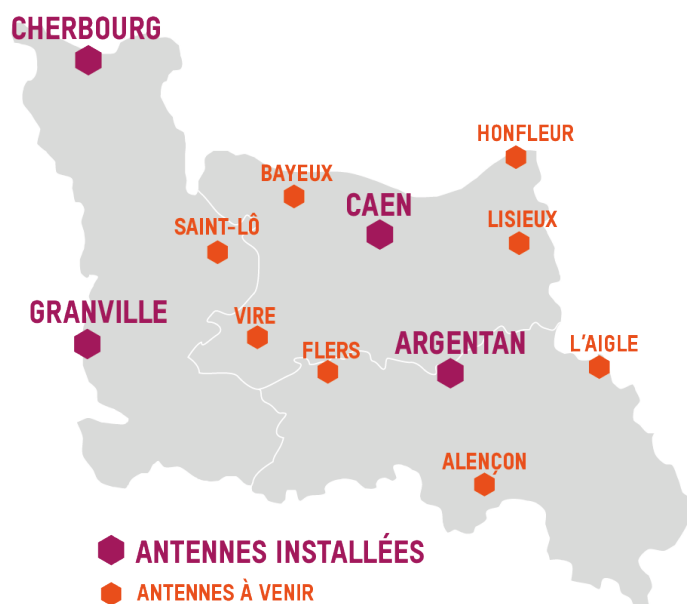 CHERBOURG
HONFLEUR
BAYEUX
CAEN
LISIEUX
SAINT-LÔ
GRANVILLE
VIRE
FLERS
ARGENTAN
L'AIGLE
ALENÇON
ANTENNES INSTALLÉES
ANTENNES À VENIR